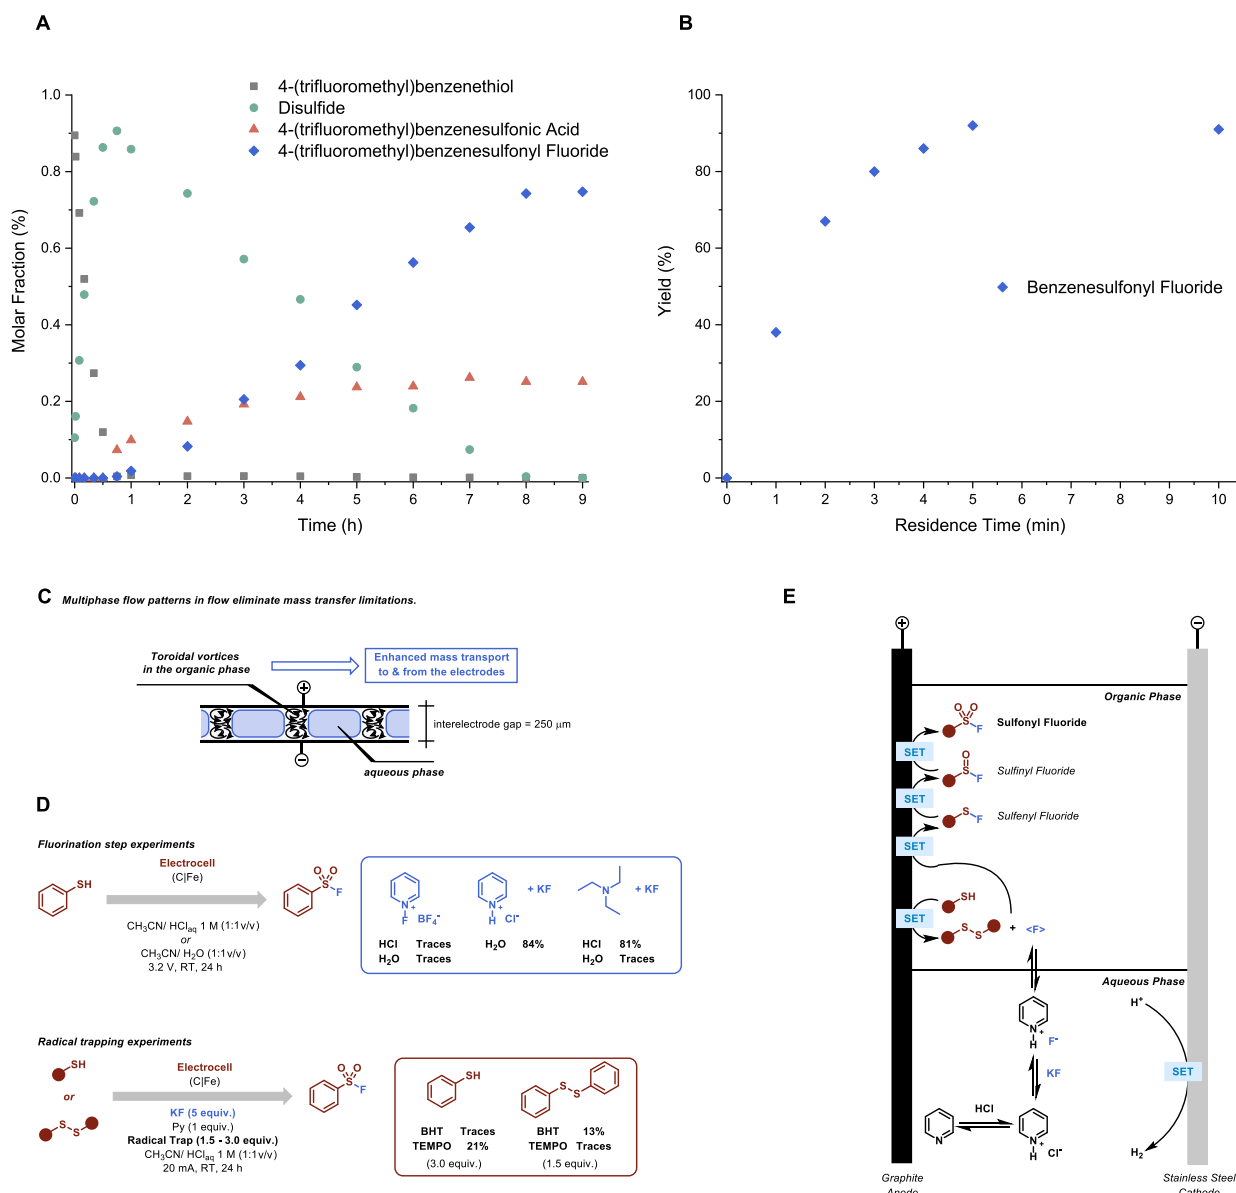 A
4-(trifluoromethyl)benzenethiol
Disulfide
4-(trifluoromethyl)benzenesulfonic Acid
4-(trifluoromethyl)benzenesulfonyl Fluoride
Molar Fraction (%)
1.0
0.8
0.6
0.4
0.2
0.0
0 1 2 3 4 5 6 7 8 9
Time (h)
B
Yield (%)
100
80
60
40
20
0
Benzenesulfonyl Fluoride
0 1 2 3 4 5 6 7 8 9 10
Residence Time (min)
C Multiphase flow patterns in flow eliminate mass transfer limitations.
Toroidal vortices
in the organic phase
Enhanced mass transport
to & from the electrodes
+
interelectrode gap = 250 μm
−
aqueous phase
D
Fluorination step experiments
SH
Electrocell
(C|Fe)
CH₃CN/ HClaq 1 M (1:1v/v)
or
CH₃CN/ H₂O (1:1v/v)
3.2 V, RT, 24 h
O O
S
F
N+
F
BF₄⁻
HCl Traces
H₂O Traces
N+
H
Cl⁻
+ KF
H₂O 84%
N
+ KF
HCl 81%
H₂O Traces
Radical trapping experiments
SH
or
S S
Electrocell
(C|Fe)
KF (5 equiv.)
Py (1 equiv.)
Radical Trap (1.5 - 3.0 equiv.)
CH₃CN/ HClaq 1 M (1:1v/v)
20 mA, RT, 24 h
O O
S
F
SH
BHT Traces
TEMPO 21%
(3.0 equiv.)
S S
BHT 13%
TEMPO Traces
(1.5 equiv.)
E
+
−
Organic Phase
O O
S
F
Sulfonyl Fluoride
SET
O
S
F
Sulfinyl Fluoride
SET
S
F
Sulfenyl Fluoride
SET
SH
SET
S S
+ <F>
Aqueous Phase
H⁺
N+
H
F⁻
SET
KF
HCl
N
N+
H
Cl⁻
H₂
Graphite
Anode
Stainless Steel
Cathode